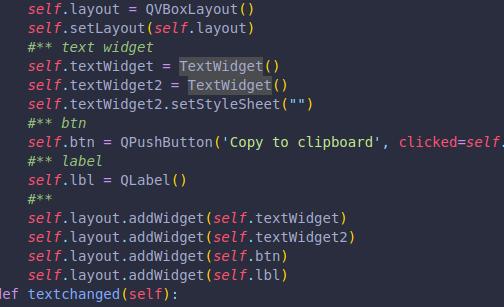 self.layout = QVBoxLayout()
self.setLayout(self.layout)
#** text widget
self.textWidget = TextWidget()
self.textWidget2 = TextWidget()
self.textWidget2.setStyleSheet("")
#** btn
self.btn = QPushButton('Copy to clipboard', clicked=self.
#** label
self.lbl = QLabel()
#**
self.layout.addWidget(self.textWidget)
self.layout.addWidget(self.textWidget2)
self.layout.addWidget(self.btn)
self.layout.addWidget(self.lbl)
ef textchanged(self):